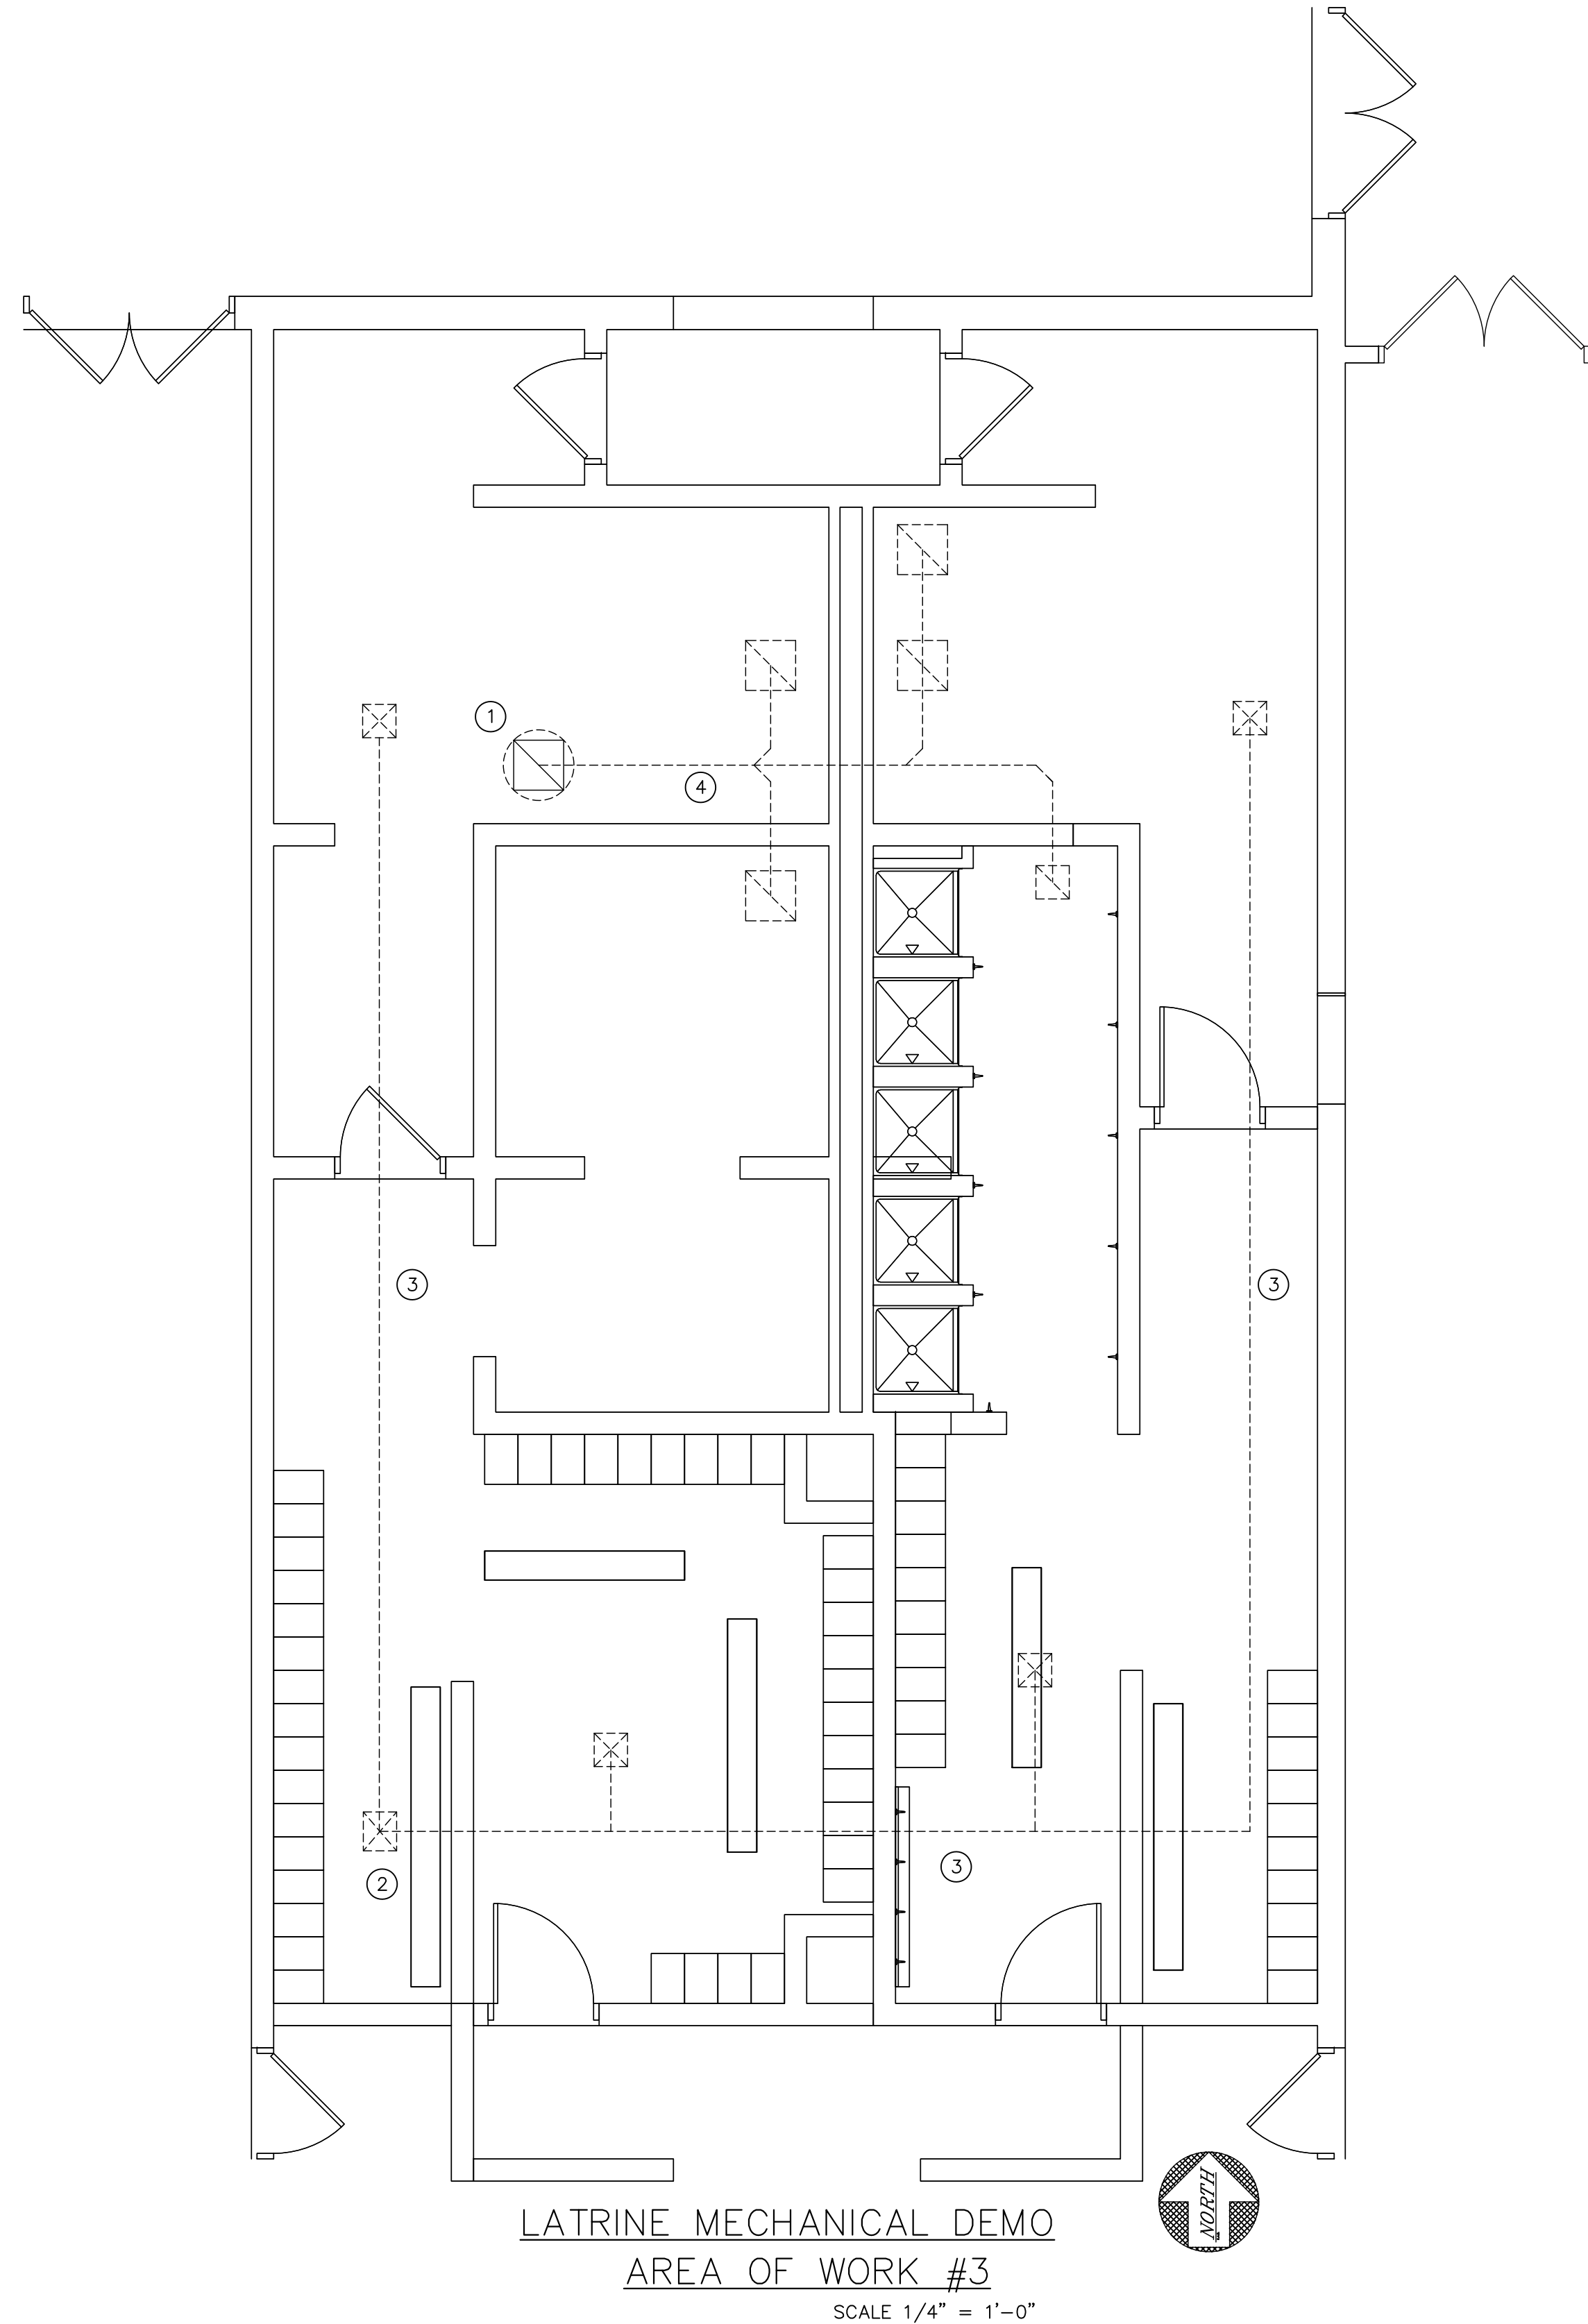 1
4
3
3
2
3
NORTH
LATRINE MECHANICAL DEMO
AREA OF WORK #3
SCALE 1/4" = 1'-0"